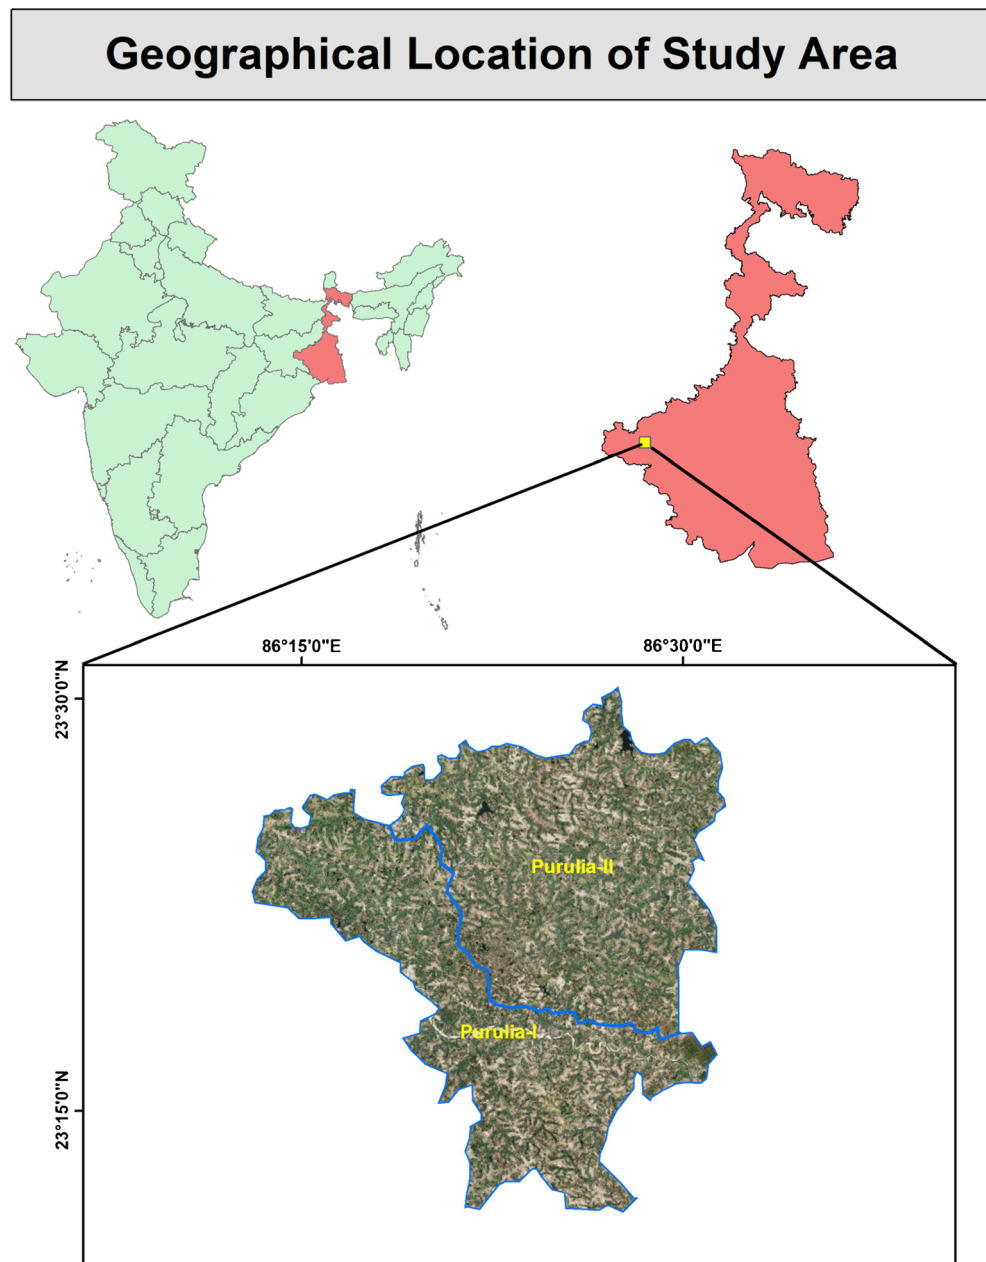 Geographical Location of Study Area
86°15'0"E
86°30'0"E
23°30'0"N
Purulia-II
Purulia-I
23°15'0"N